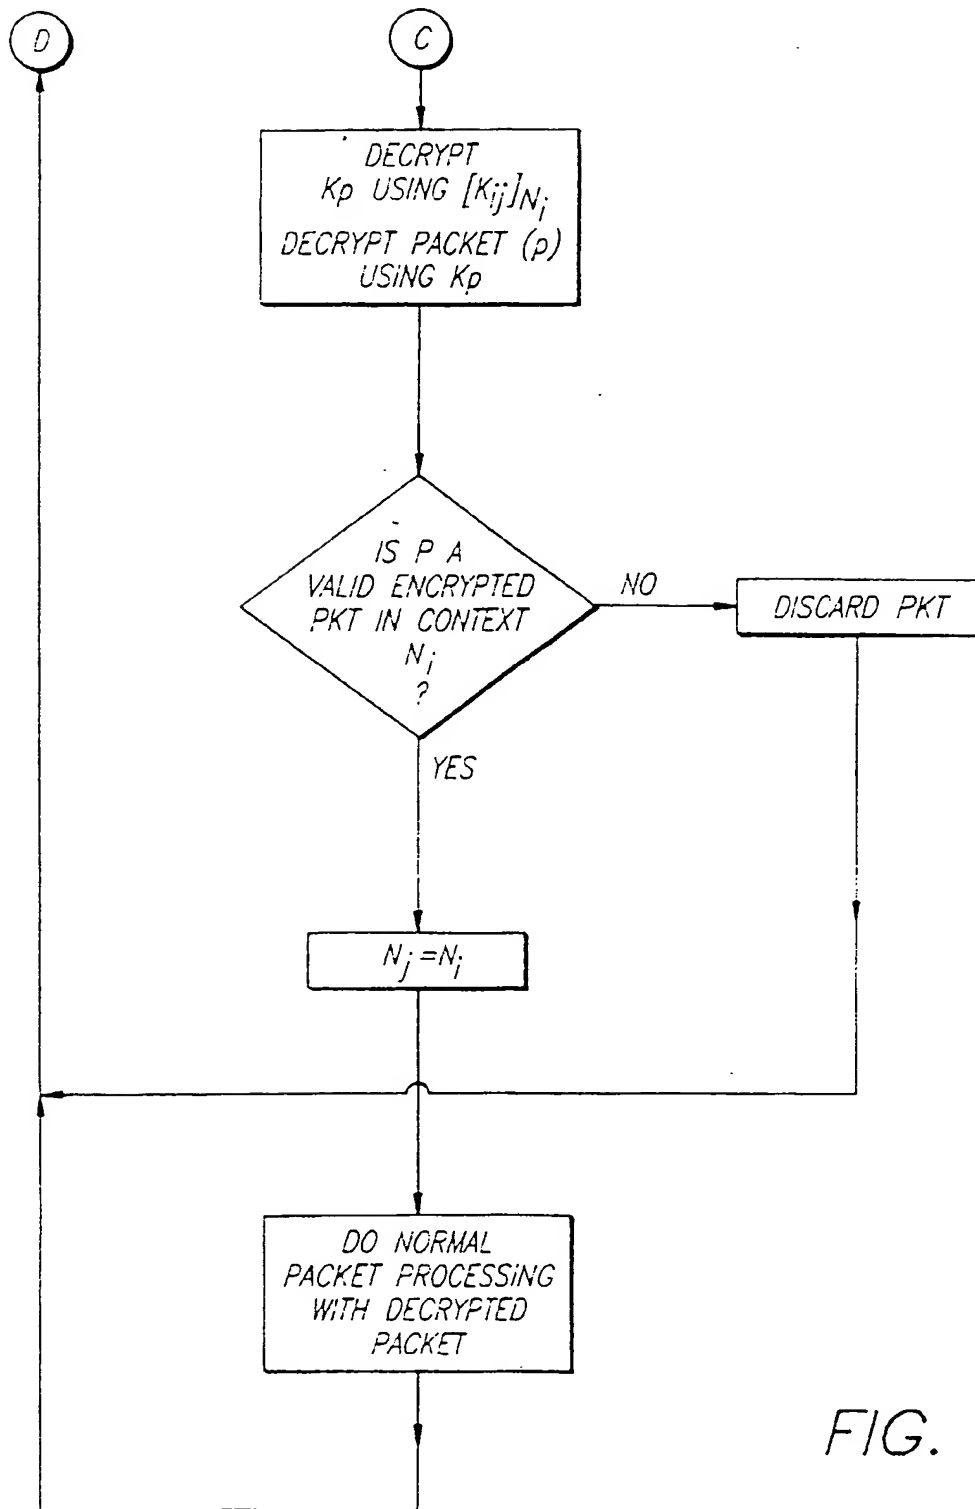 D
C
DECRYPT
Kp USING [Kij]Ni
DECRYPT PACKET (p)
USING Kp
IS P A
VALID ENCRYPTED
PKT IN CONTEXT
Ni
?
NO
DISCARD PKT
YES
Nj=Ni
DO NORMAL
PACKET PROCESSING
WITH DECRYPTED
PACKET
FIG.